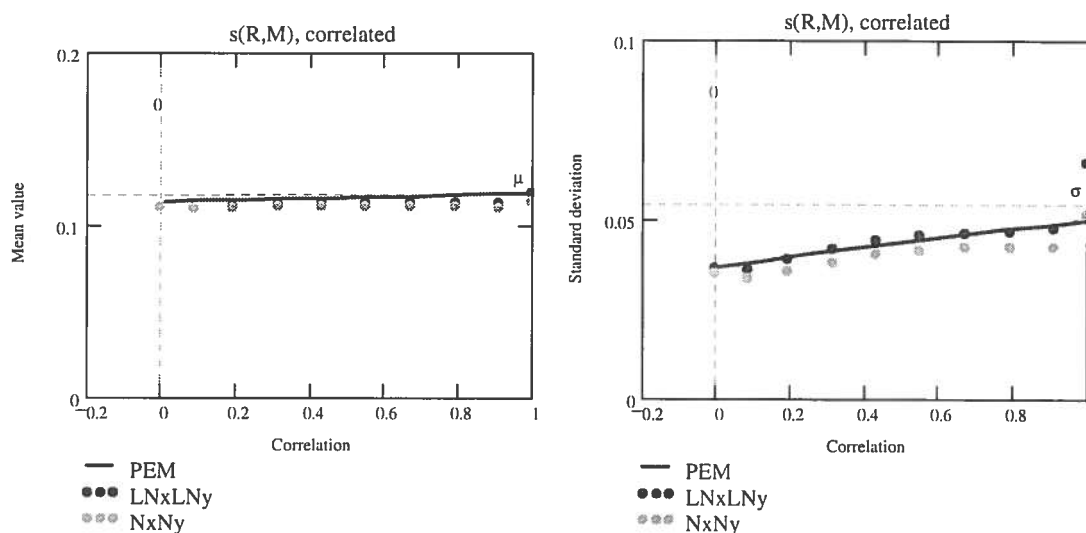 s(R,M), correlated
0.2
0
Mean value
μ
0.1
0
−0.2
0
0.2
0.4
0.6
0.8
1
Correlation
PEM
LNxLNy
NxNy
s(R,M), correlated
0.1
0
Standard deviation
σ
0.05
0
−0.2
0
0.2
0.4
0.6
0.8
Correlation
PEM
LNxLNy
NxNy